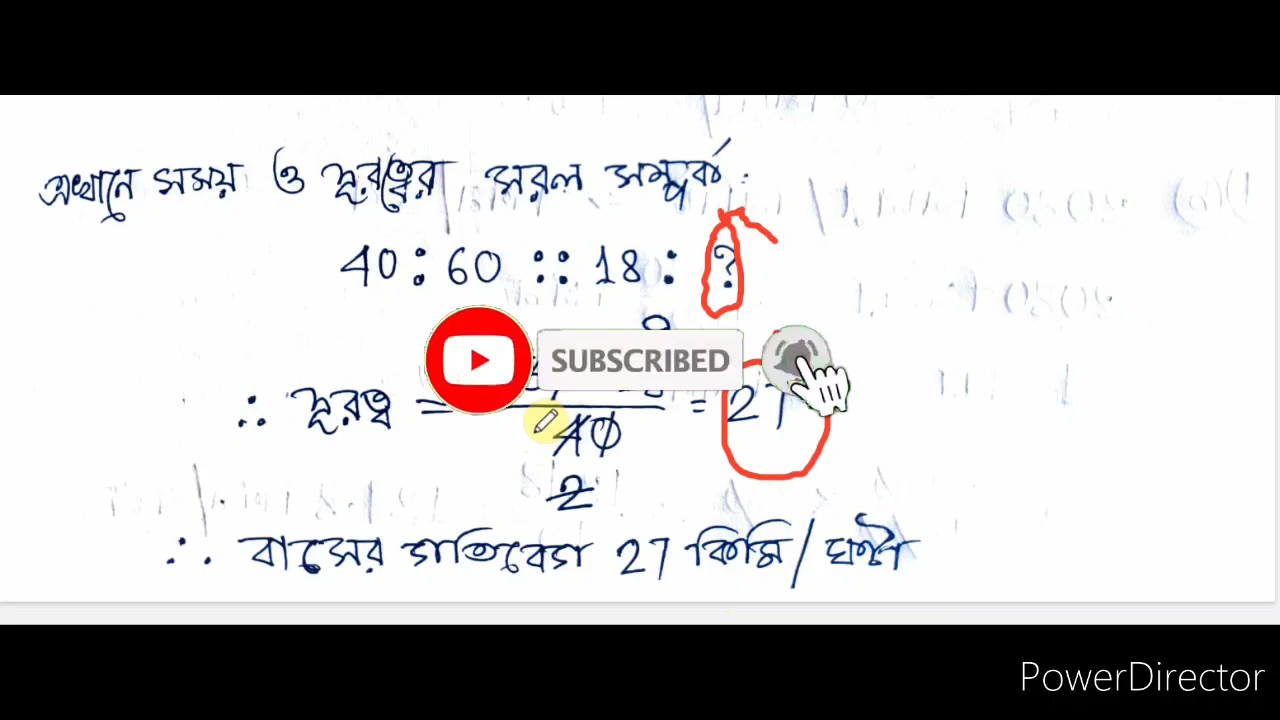 এখানে সময় ও দূরত্বের সরল সম্পর্ক
40 : 60 :: 18 : ?
SUBSCRIBED
∴ দূরত্ব = 40 = 27
2
∴ বাসের গতিবেগ 27 কিমি/ঘণ্টা
PowerDirector